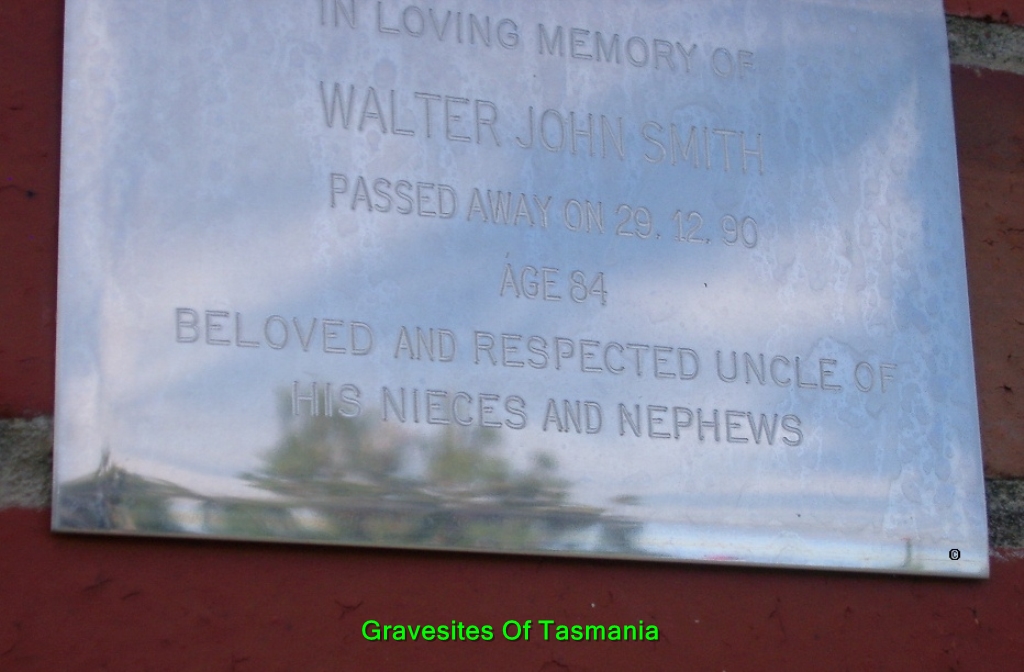 IN LOVING MEMORY OF
WALTER JOHN SMITH
PASSED AWAY ON 29. 12. 90
AGE 84
BELOVED AND RESPECTED UNCLE OF
HIS NIECES AND NEPHEWS
©
Gravesites Of Tasmania